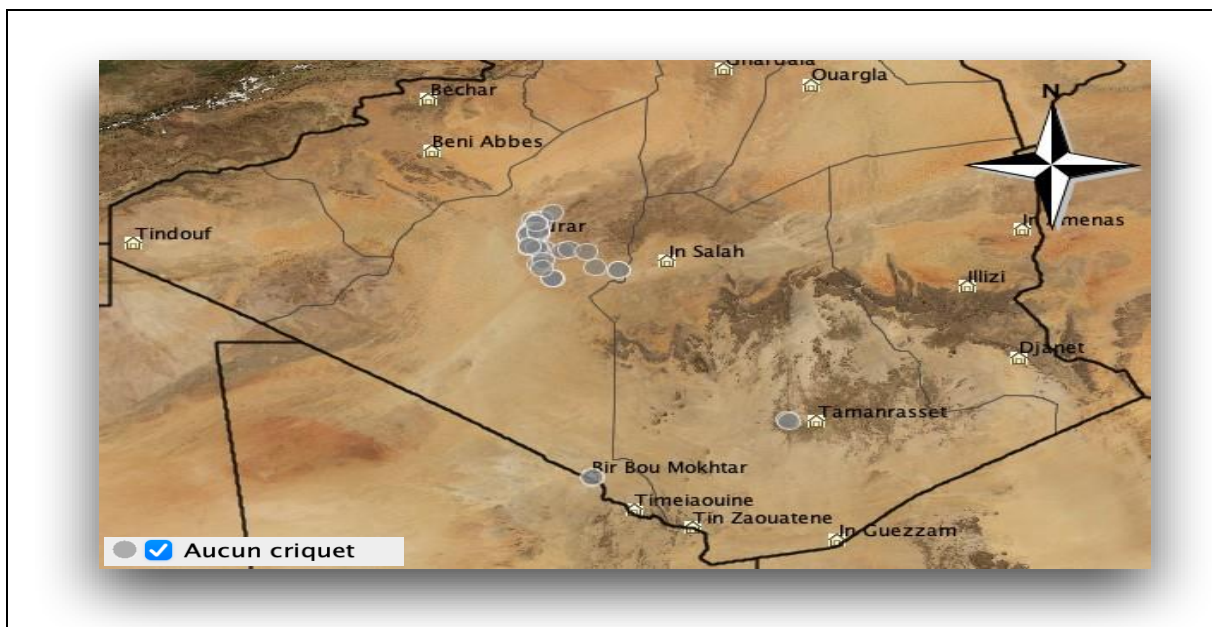 Ouargla
N
Bechar
Beni Abbes
Tindouf
In Salah
Illizi
Djanet
Tamanrasset
Bir Bou Mokhtar
Timeiaouine
Tin Zaouatene
In Guezzam
Aucun criquet